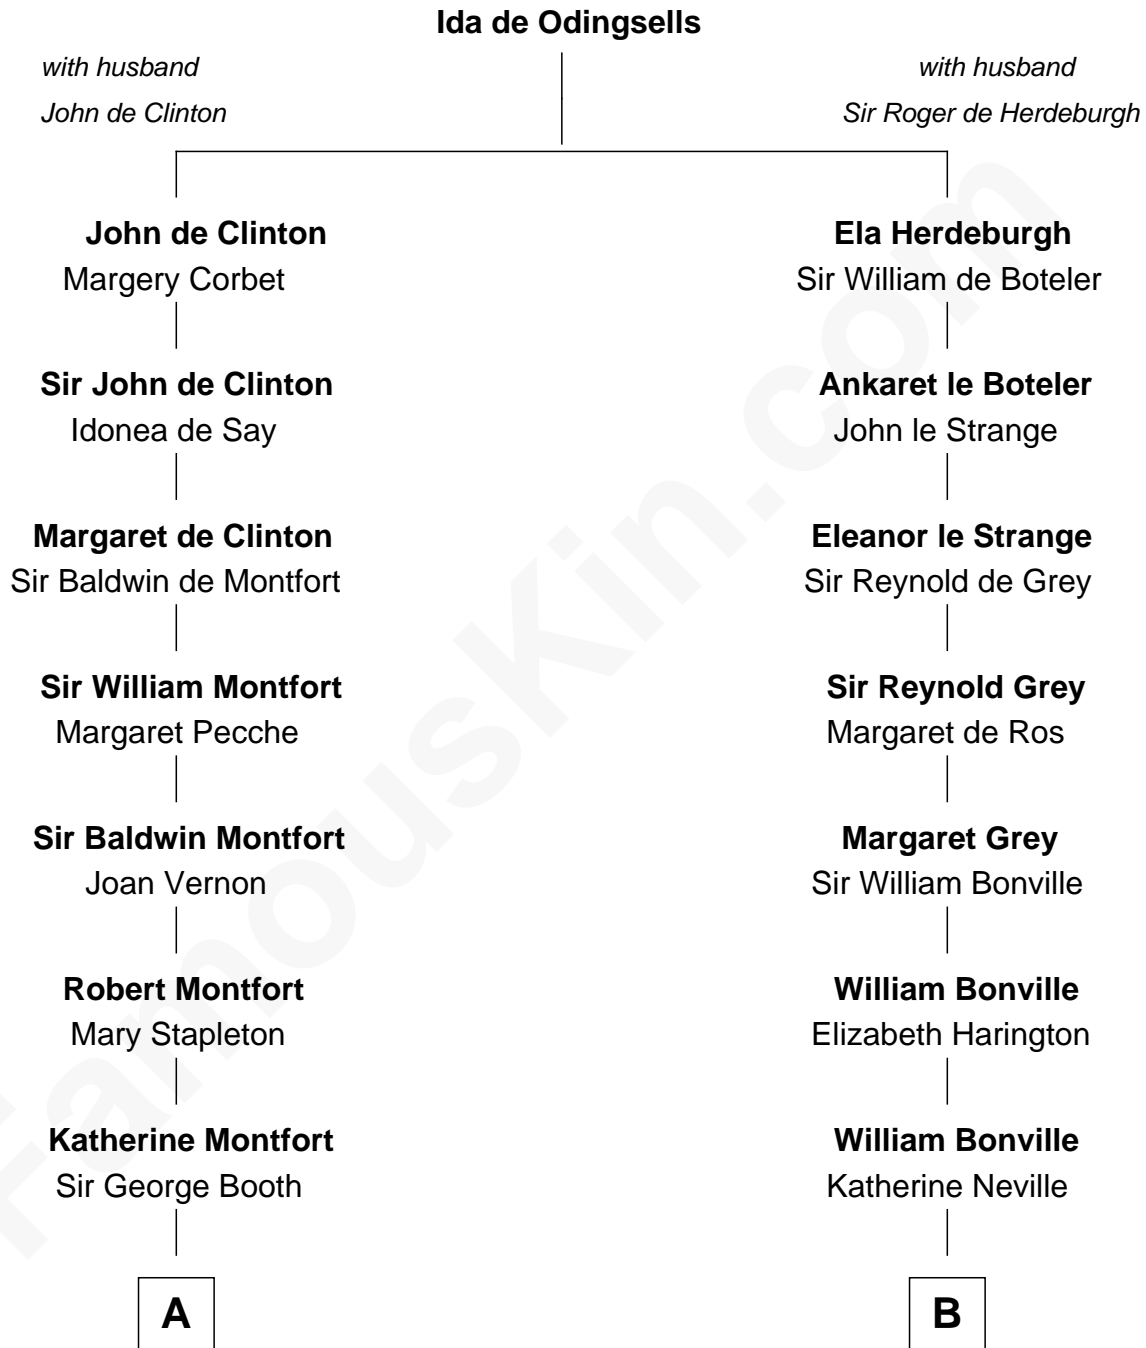 Ida de Odingsells
with husband
John de Clinton
with husband
Sir Roger de Herdeburgh
John de Clinton
Margery Corbet
Ela Herdeburgh
Sir William de Boteler
Sir John de Clinton
Idonea de Say
Ankaret le Boteler
John le Strange
Margaret de Clinton
Sir Baldwin de Montfort
Eleanor le Strange
Sir Reynold de Grey
Sir William Montfort
Margaret Pecche
Sir Reynold Grey
Margaret de Ros
Sir Baldwin Montfort
Joan Vernon
Margaret Grey
Sir William Bonville
Robert Montfort
Mary Stapleton
William Bonville
Elizabeth Harington
Katherine Montfort
Sir George Booth
William Bonville
Katherine Neville
A
B
FamousKin.com